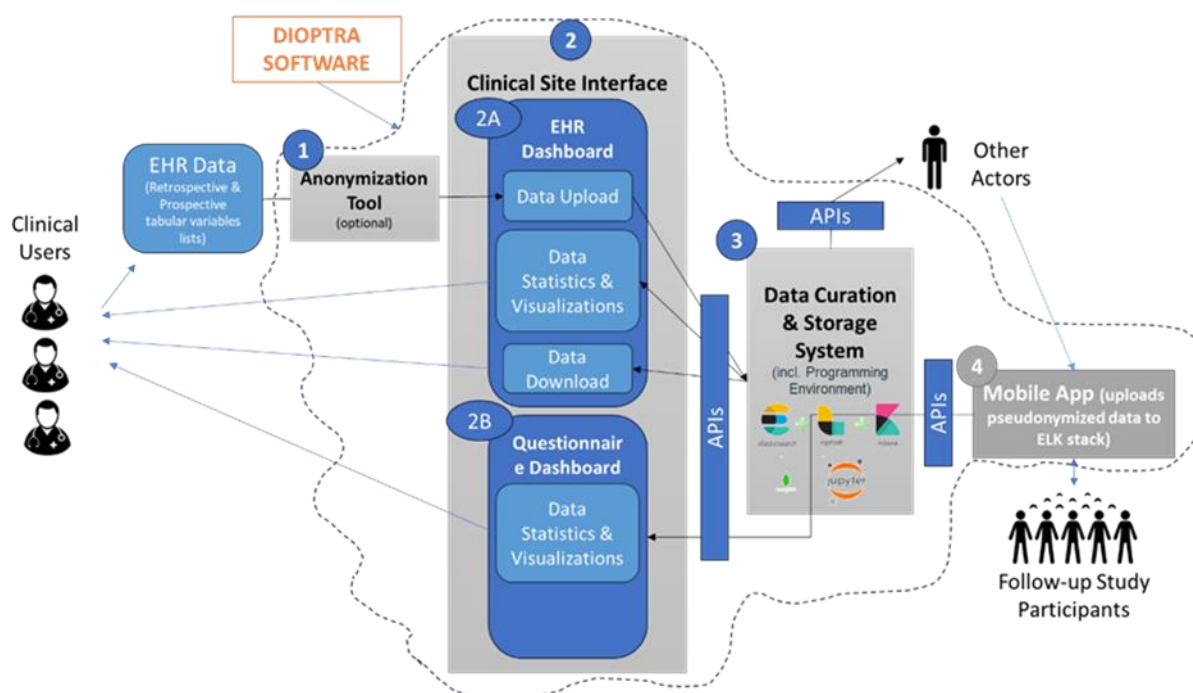 DIOPTRA
SOFTWARE
2
Clinical Site Interface
2A
EHR
Dashboard
1
EHR Data
(Retrospective &
Prospective
tabular variables
lists)
Anonymization
Tool
(optional)
Data Upload
Other
Actors
APIs
Clinical
Users
Data
Statistics &
Visualizations
3
Data Curation
& Storage
System
(incl. Programming
Environment)
Data
Download
4
Mobile App (uploads
pseudonymized data to
ELK stack)
APIs
APIs
2B
Questionnair
e Dashboard
jupyter
Data
Statistics &
Visualizations
Follow-up Study
Participants